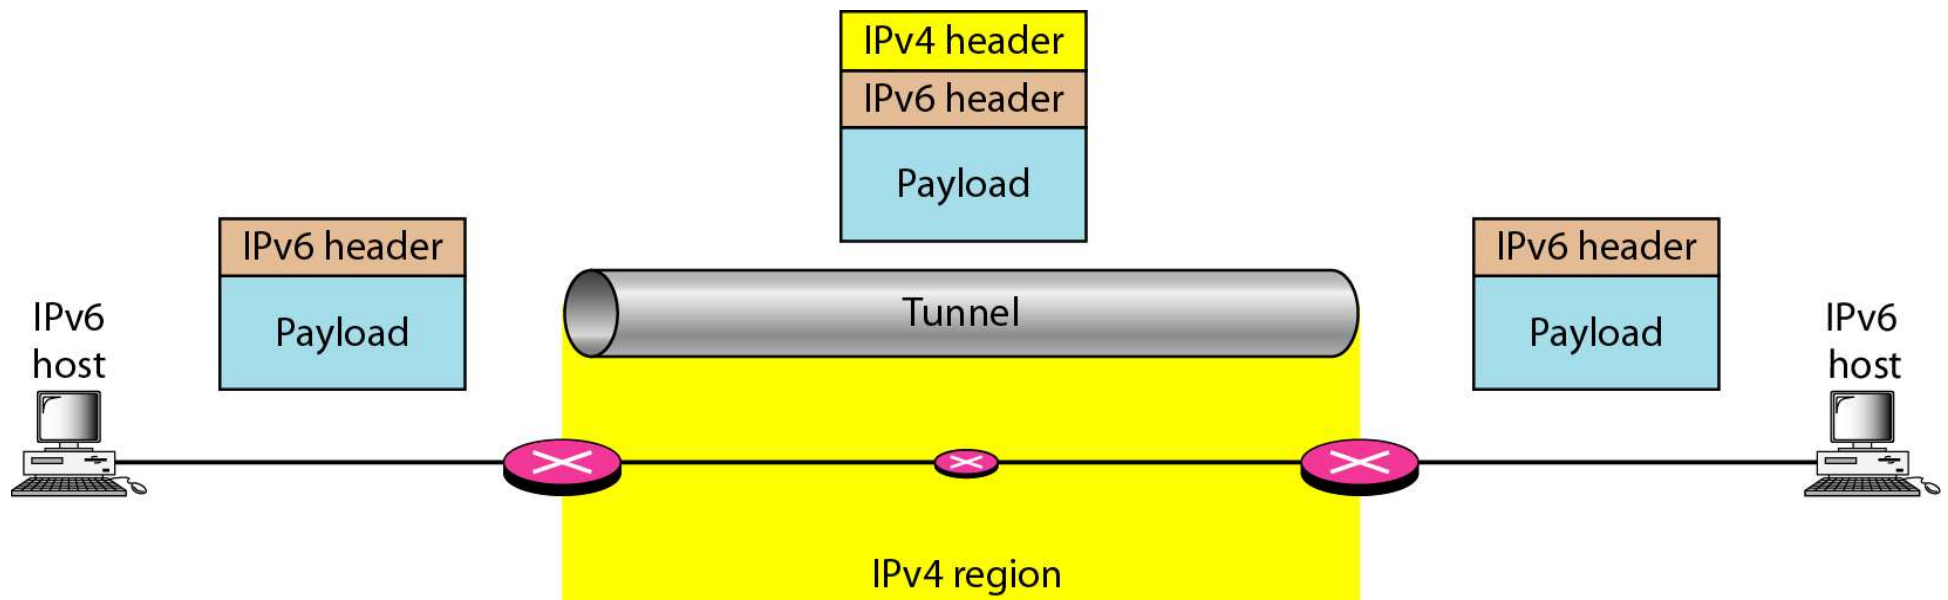 IPv4 header
IPv6 header
Payload
IPv6 header
Payload
IPv6
host
Tunnel
IPv6 header
Payload
IPv6
host
IPv4 region